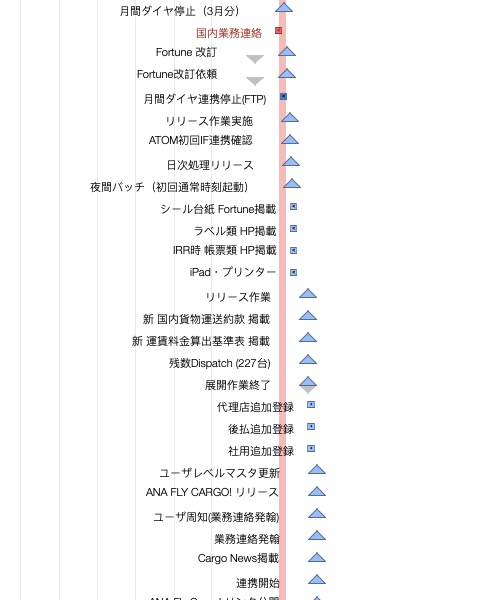 月間ダイヤ停止（3月分）
国内業務連絡
Fortune 改訂
Fortune改訂依頼
月間ダイヤ連携停止(FTP)
リリース作業実施
ATOM初回IF連携確認
日次処理リリース
夜間バッチ（初回通常時刻起動）
シール台紙 Fortune掲載
ラベル類 HP掲載
IRR時 帳票類 HP掲載
iPad・プリンター
リリース作業
新 国内貨物運送約款 掲載
新 運賃料金算出基準表 掲載
残数Dispatch (227台)
展開作業終了
代理店追加登録
後払追加登録
社用追加登録
ユーザレベルマスタ更新
ANA FLY CARGO! リリース
ユーザ周知(業務連絡発翰)
業務連絡発翰
Cargo News掲載
連携開始